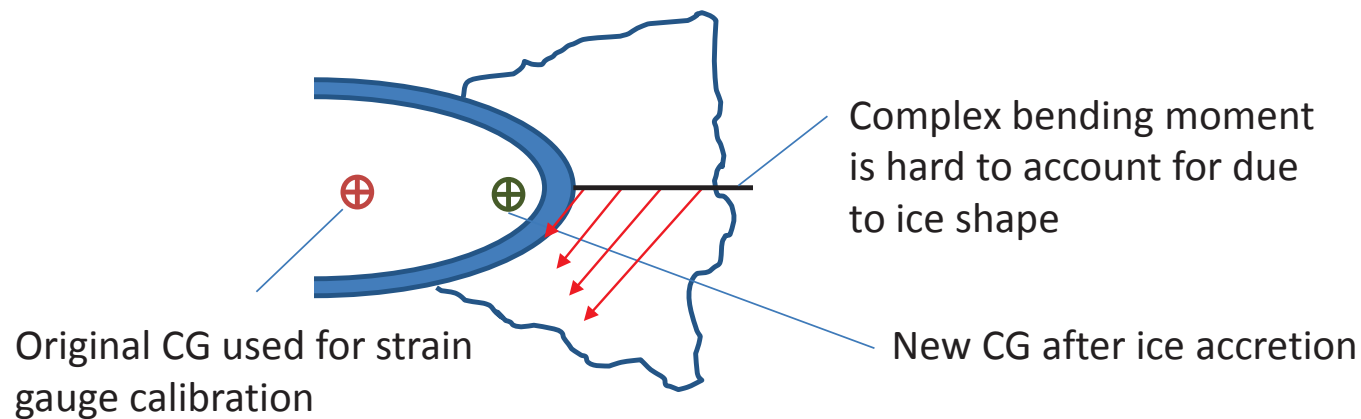 Complex bending moment
is hard to account for due
to ice shape
Original CG used for strain
gauge calibration
New CG after ice accretion